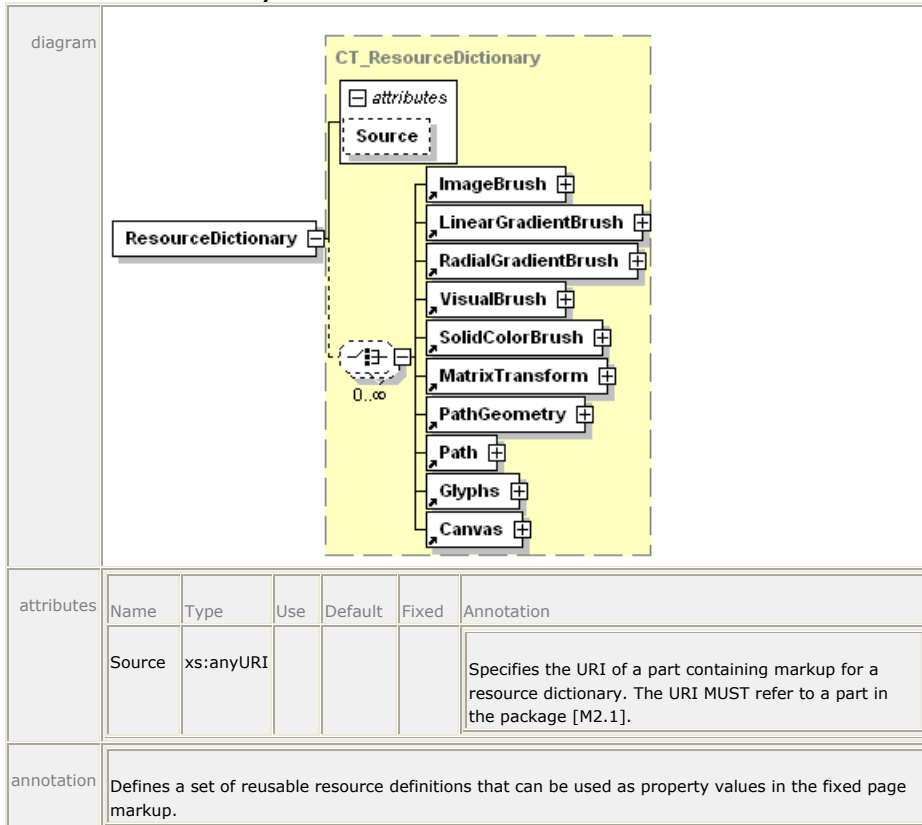 diagram
CT_ResourceDictionary
attributes
Source
ResourceDictionary
0..∞
ImageBrush
LinearGradientBrush
RadialGradientBrush
VisualBrush
SolidColorBrush
MatrixTransform
PathGeometry
Path
Glyphs
Canvas
attributes
Name Type Use Default Fixed Annotation
Source xs:anyURI
Specifies the URI of a part containing markup for a
resource dictionary. The URI MUST refer to a part in
the package [M2.1].
annotation
Defines a set of reusable resource definitions that can be used as property values in the fixed page
markup.